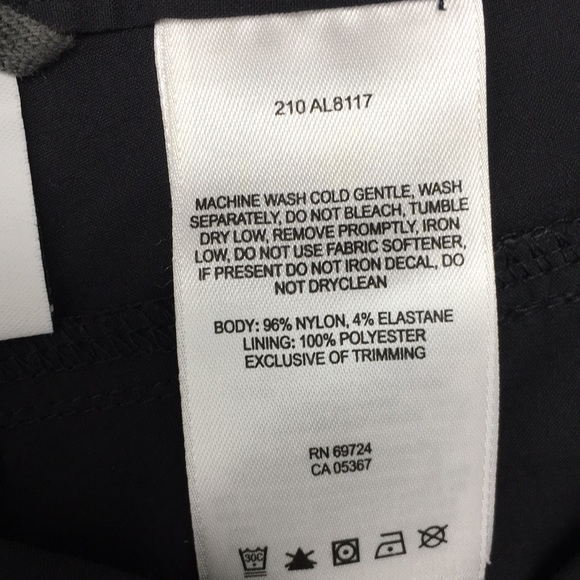 210 AL8117
MACHINE WASH COLD GENTLE, WASH
SEPARATELY, DO NOT BLEACH, TUMBLE
DRY LOW, REMOVE PROMPTLY, IRON
LOW, DO NOT USE FABRIC SOFTENER,
IF PRESENT DO NOT IRON DECAL, DO
NOT DRYCLEAN
BODY: 96% NYLON, 4% ELASTANE
LINING: 100% POLYESTER
EXCLUSIVE OF TRIMMING
RN 69724
CA 05367
30C